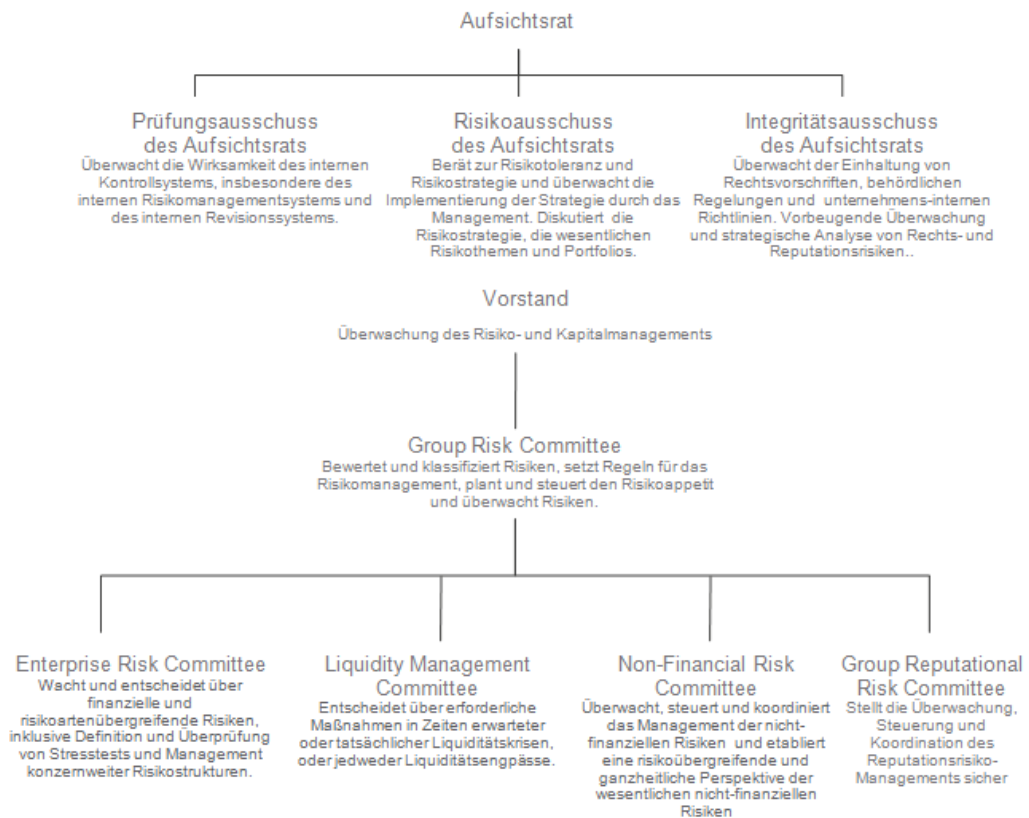 Aufsichtsrat
Prüfungsausschuss
des Aufsichtsrats
Überwacht die Wirksamkeit des internen
Kontrollsystems, insbesondere des
internen Risikomanagementsystems und
des internen Revisionssystems.
Risikoausschuss
des Aufsichtsrats
Berät zur Risikotoleranz und
Risikostrategie und überwacht die
Implementierung der Strategie durch das
Management. Diskutiert die
Risikostrategie, die wesentlichen
Risikothemen und Portfolios.
Integritätsausschuss
des Aufsichtsrats
Überwacht der Einhaltung von
Rechtsvorschriften, behördlichen
Regelungen und unternehmens-internen
Richtlinien. Vorbeugende Überwachung
und strategische Analyse von Rechts- und
Reputationsrisiken..
Vorstand
Überwachung des Risiko- und Kapitalmanagements
Group Risk Committee
Bewertet und klassifiziert Risiken, setzt Regeln für das
Risikomanagement, plant und steuert den Risikoappetit
und überwacht Risiken.
Enterprise Risk Committee
Wacht und entscheidet über
finanzielle und
risikoartenübergreifende Risiken,
inklusive Definition und Überprüfung
von Stresstests und Management
konzernweiter Risikostrukturen.
Liquidity Management
Committee
Entscheidet über erforderliche
Maßnahmen in Zeiten erwarteter
oder tatsächlicher Liquiditätskrisen,
oder jedweder Liquiditätsengpässe.
Non-Financial Risk
Committee
Überwacht, steuert und koordiniert
das Management der nicht-
finanziellen Risiken und etabliert
eine risikoübergreifende und
ganzheitliche Perspektive der
wesentlichen nicht-finanziellen
Risiken
Group Reputational
Risk Committee
Stellt die Überwachung,
Steuerung und
Koordination des
Reputationsrisiko-
Managements sicher